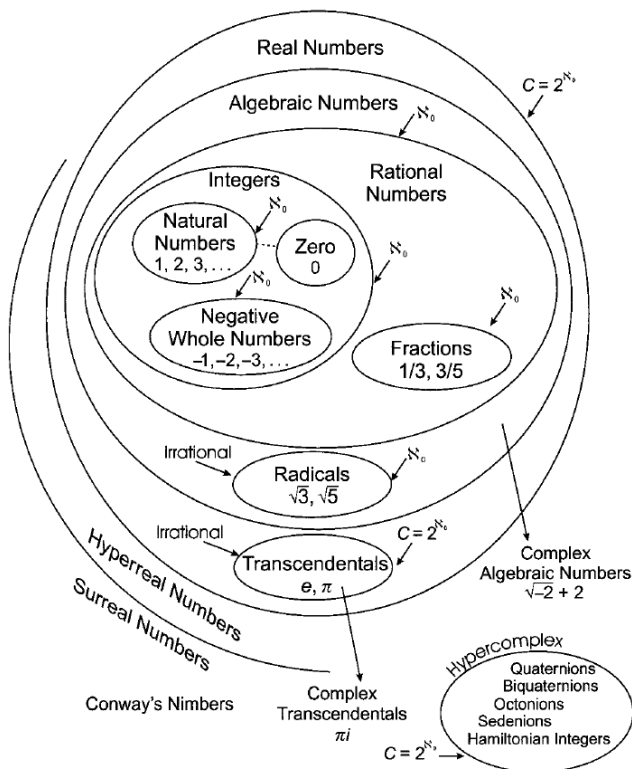 Real Numbers
C = 2^ℵ₀
Algebraic Numbers
ℵ₀
Rational
Numbers
Integers
ℵ₀
Natural
Numbers
1, 2, 3, . . .
Zero
0
ℵ₀
ℵ₀
Negative
Whole Numbers
–1, –2, –3, . . .
ℵ₀
Fractions
1/3, 3/5
Irrational
ℵ₀
Radicals
√3, √5
Irrational
C = 2^ℵ₀
Transcendentals
e, π
Hyperreal Numbers
Surreal Numbers
Complex
Algebraic Numbers
√–2 + 2
Conway's Nimbers
Complex
Transcendentals
πi
Hypercomplex
Quaternions
Biquaternions
Octonions
Sedenions
Hamiltonian Integers
C = 2^ℵ₀